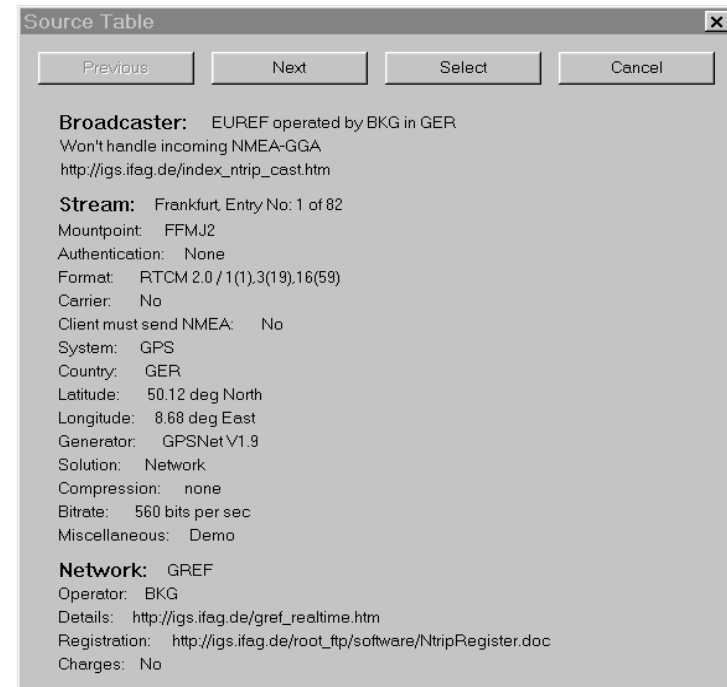 Source Table
Previous Next Select Cancel
Broadcaster: EUREF operated by BKG in GER
Won't handle incoming NMEA-GGA
http://igs.ifag.de/index_ntrip_cast.htm
Stream: Frankfurt, Entry No: 1 of 82
Mountpoint: FFMJ2
Authentication: None
Format: RTCM 2.0 / 1(1),3(19),16(59)
Carrier: No
Client must send NMEA: No
System: GPS
Country: GER
Latitude: 50.12 deg North
Longitude: 8.68 deg East
Generator: GPSNet V1.9
Solution: Network
Compression: none
Bitrate: 560 bits per sec
Miscellaneous: Demo
Network: GREF
Operator: BKG
Details: http://igs.ifag.de/gref_realtime.htm
Registration: http://igs.ifag.de/root_ftp/software/NtripRegister.doc
Charges: No